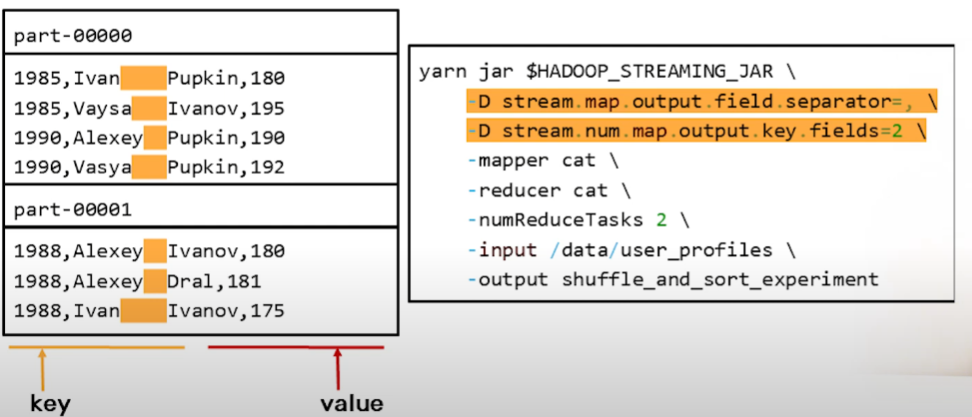 part-00000
1985,Ivan Pupkin,180
1985,Vaysa Ivanov,195
1990,Alexey Pupkin,190
1990,Vasya Pupkin,192
part-00001
1988,Alexey Ivanov,180
1988,Alexey Dral,181
1988,Ivan Ivanov,175
key value
yarn jar $HADOOP_STREAMING_JAR \
-D stream.map.output.field.separator=, \
-D stream.num.map.output.key.fields=2 \
-mapper cat \
-reducer cat \
-numReduceTasks 2 \
-input /data/user_profiles \
-output shuffle_and_sort_experiment